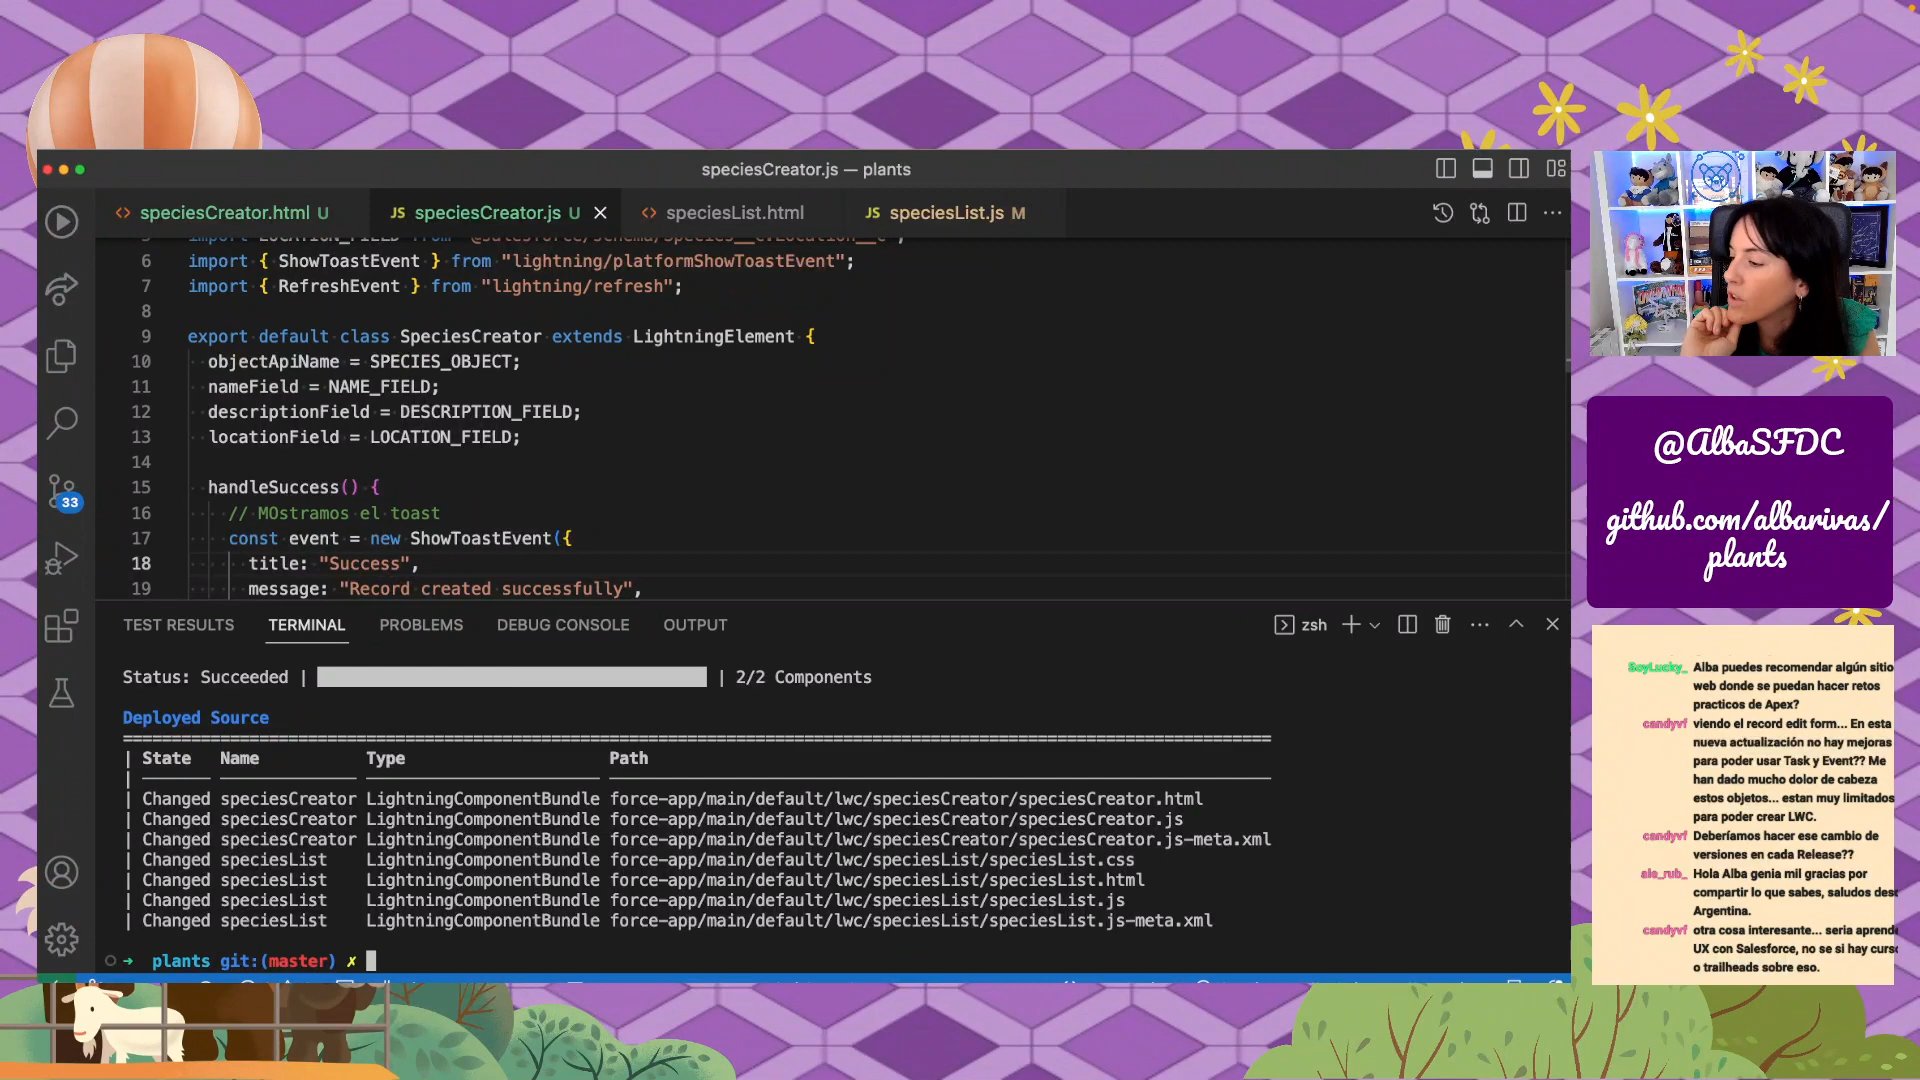 speciesCreator.js — plants
speciesCreator.html U
JS speciesCreator.js U
speciesList.html
JS speciesList.js M
6 import { ShowToastEvent } from "lightning/platformShowToastEvent";
7 import { RefreshEvent } from "lightning/refresh";
8
9 export default class SpeciesCreator extends LightningElement {
10 objectApiName = SPECIES_OBJECT;
11 nameField = NAME_FIELD;
12 descriptionField = DESCRIPTION_FIELD;
13 locationField = LOCATION_FIELD;
14
15 handleSuccess() {
16 // MOstramos el toast
17 const event = new ShowToastEvent({
18 title: "Success",
19 message: "Record created successfully",
33
TEST RESULTS TERMINAL PROBLEMS DEBUG CONSOLE OUTPUT
zsh
Status: Succeeded | | 2/2 Components
Deployed Source
| State Name Type Path
| Changed speciesCreator LightningComponentBundle force-app/main/default/lwc/speciesCreator/speciesCreator.html
| Changed speciesCreator LightningComponentBundle force-app/main/default/lwc/speciesCreator/speciesCreator.js
| Changed speciesCreator LightningComponentBundle force-app/main/default/lwc/speciesCreator/speciesCreator.js-meta.xml
| Changed speciesList LightningComponentBundle force-app/main/default/lwc/speciesList/speciesList.css
| Changed speciesList LightningComponentBundle force-app/main/default/lwc/speciesList/speciesList.html
| Changed speciesList LightningComponentBundle force-app/main/default/lwc/speciesList/speciesList.js
| Changed speciesList LightningComponentBundle force-app/main/default/lwc/speciesList/speciesList.js-meta.xml
plants git:(master) ✗
@AlbaSFDC
github.com/albarivas/
plants
SoyLucky_ Alba puedes recomendar algún sitio
web donde se puedan hacer retos
practicos de Apex?
candyvf viendo el record edit form... En esta
nueva actualización no hay mejoras
para poder usar Task y Event?? Me
han dado mucho dolor de cabeza
estos objetos... estan muy limitados
para poder crear LWC.
candyvf Deberíamos hacer ese cambio de
versiones en cada Release??
ale_rub_ Hola Alba genia mil gracias por
compartir lo que sabes, saludos des
Argentina.
candyvf otra cosa interesante... seria aprend
UX con Salesforce, no se si hay curs
o trailheads sobre eso.